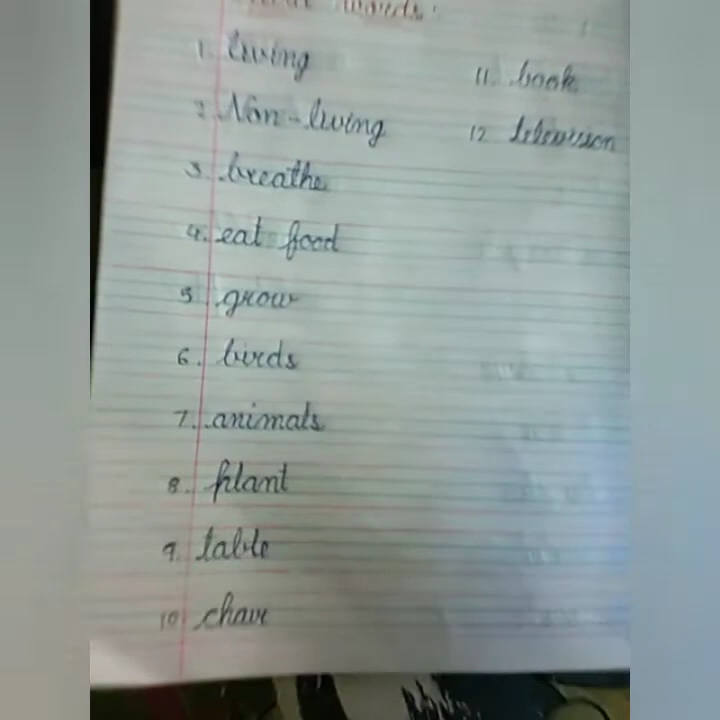 words
1. living
2 Non-living
3. breathe
4. eat food
5 grow
6. birds
7. animals
8. plant
9. table
10 chair
11. book
12 television